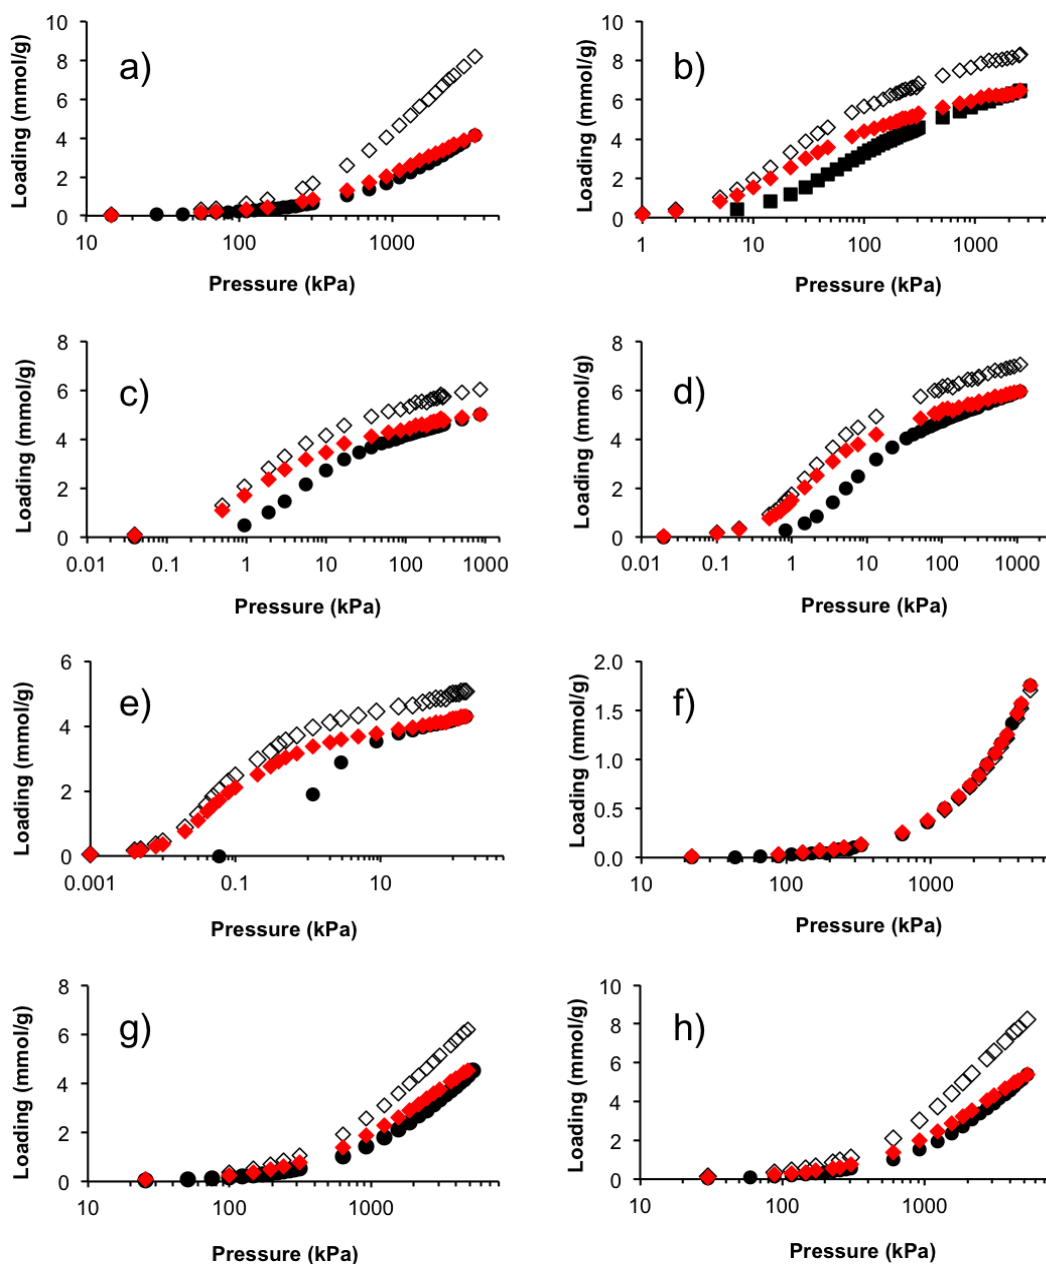 a)
Loading (mmol/g)
10
8
6
4
2
0
10 100 1000
Pressure (kPa)
b)
Loading (mmol/g)
10
8
6
4
2
0
1 10 100 1000
Pressure (kPa)
c)
Loading (mmol/g)
8
6
4
2
0
0.01 0.1 1 10 100 1000
Pressure (kPa)
d)
Loading (mmol/g)
8
6
4
2
0
0.01 0.1 1 10 100 1000
Pressure (kPa)
e)
Loading (mmol/g)
6
4
2
0
0.001 0.1 10
Pressure (kPa)
f)
Loading (mmol/g)
2.0
1.5
1.0
0.5
0.0
10 100 1000
Pressure (kPa)
g)
Loading (mmol/g)
8
6
4
2
0
10 100 1000
Pressure (kPa)
h)
Loading (mmol/g)
10
8
6
4
2
0
10 100 1000
Pressure (kPa)